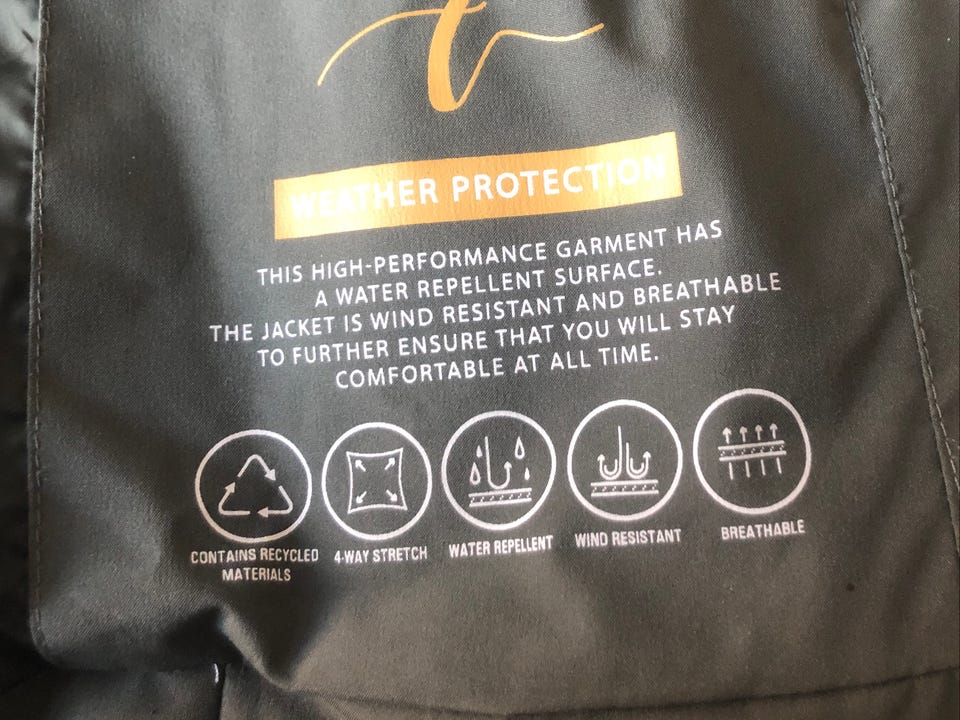 t
WEATHER PROTECTION
THIS HIGH-PERFORMANCE GARMENT HAS
A WATER REPELLENT SURFACE.
THE JACKET IS WIND RESISTANT AND BREATHABLE
TO FURTHER ENSURE THAT YOU WILL STAY
COMFORTABLE AT ALL TIME.
CONTAINS RECYCLED
MATERIALS
4-WAY STRETCH
WATER REPELLENT
WIND RESISTANT
BREATHABLE